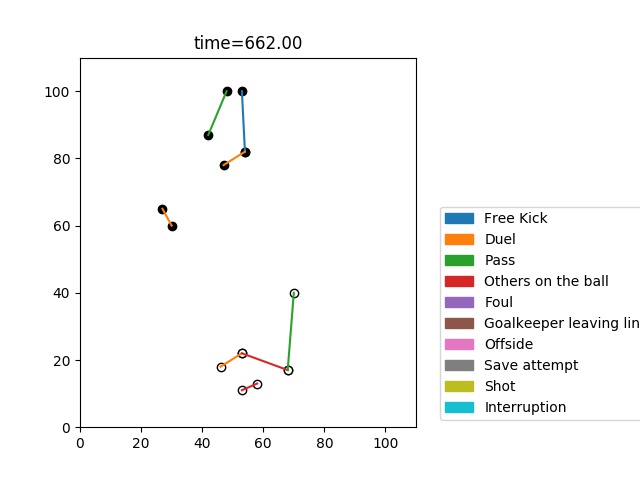 time=662.00
100
80
60
40
20
0
0 20 40 60 80 100
Free Kick
Duel
Pass
Others on the ball
Foul
Goalkeeper leaving lin
Offside
Save attempt
Shot
Interruption